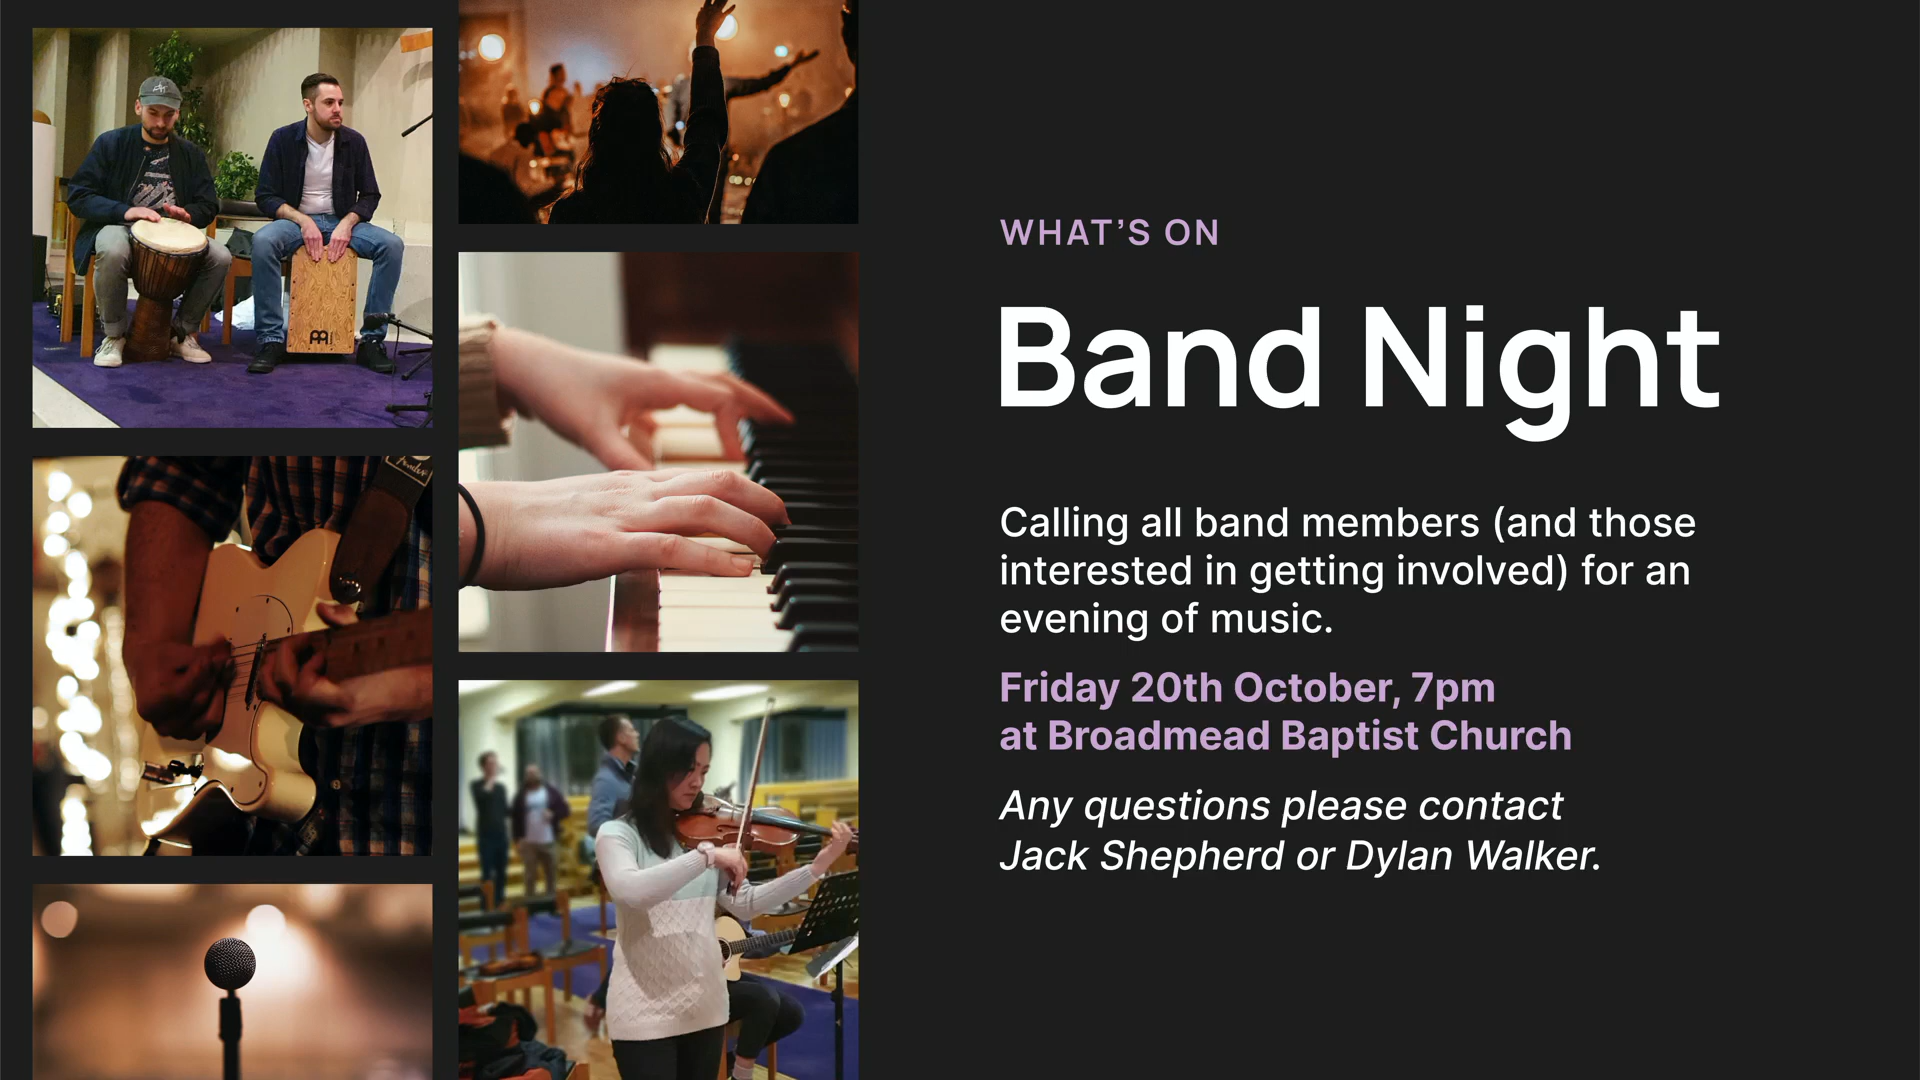 WHAT’S ON
Band Night
Calling all band members (and those
interested in getting involved) for an
evening of music.
Friday 20th October, 7pm
at Broadmead Baptist Church
Any questions please contact
Jack Shepherd or Dylan Walker.
Fender